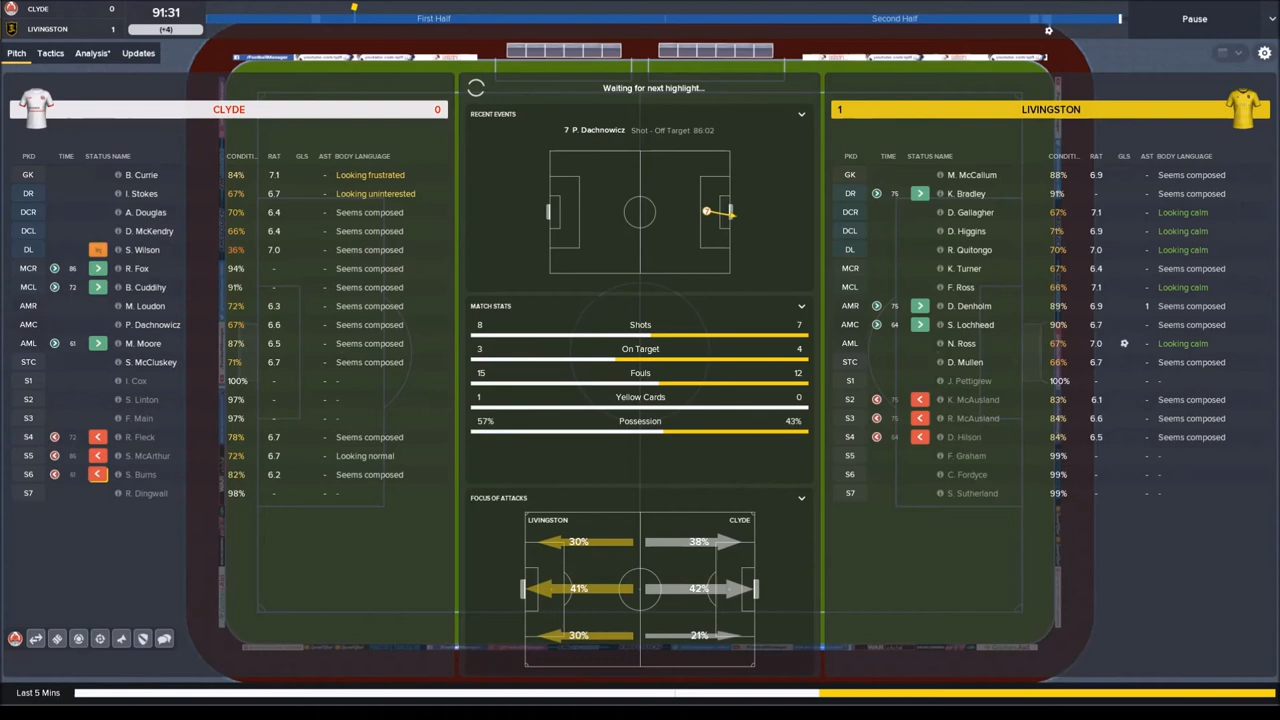 CLYDE 0 91:31 First Half Second Half Pause
LIVINGSTON 1 (+4)
Pitch Tactics Analysis* Updates
Waiting for next highlight...
CLYDE 0
1 LIVINGSTON
RECENT EVENTS
7 P. Dachnowicz Shot - Off Target 86:02
7
PKD TIME STATUS NAME CONDITI... RAT GLS AST BODY LANGUAGE
GK B. Currie 84% 7.1 - Looking frustrated
DR I. Stokes 67% 6.7 - Looking uninterested
DCR A. Douglas 70% 6.4 - Seems composed
DCL D. McKendry 66% 6.4 - Seems composed
DL S. Wilson 36% 7.0 - Seems composed
MCR 86 R. Fox 94% - - Seems composed
MCL 72 B. Cuddihy 91% - - Seems composed
AMR M. Loudon 72% 6.3 - Seems composed
AMC P. Dachnowicz 67% 6.6 - Seems composed
AML 61 M. Moore 87% 6.5 - Seems composed
STC S. McCluskey 71% 6.7 - Seems composed
S1 I. Cox 100% - - -
S2 S. Linton 97% - - -
S3 F. Main 97% - - -
S4 72 R. Fleck 78% 6.7 - Seems composed
S5 86 S. McArthur 72% 6.7 - Looking normal
S6 61 S. Burns 82% 6.2 - Seems composed
S7 R. Dingwall 98% - - -
MATCH STATS
8 Shots 7
3 On Target 4
15 Fouls 12
1 Yellow Cards 0
57% Possession 43%
FOCUS OF ATTACKS
LIVINGSTON CLYDE
30% 38%
41% 42%
30% 21%
PKD TIME STATUS NAME CONDITI... RAT GLS AST BODY LANGUAGE
GK M. McCallum 88% 6.9 - Seems composed
DR 75 K. Bradley 91% - - Seems composed
DCR D. Gallagher 67% 7.1 - Looking calm
DCL D. Higgins 71% 6.9 - Looking calm
DL R. Quitongo 70% 7.0 - Looking calm
MCR K. Turner 67% 6.4 - Seems composed
MCL F. Ross 66% 7.1 - Looking calm
AMR 75 D. Denholm 89% 6.9 1 Seems composed
AMC 64 S. Lochhead 90% 6.7 - Seems composed
AML N. Ross 67% 7.0 - Looking calm
STC D. Mullen 66% 6.7 - Seems composed
S1 J. Pettigrew 100% - - -
S2 75 K. McAusland 83% 6.1 - Seems composed
S3 75 R. McAusland 84% 6.6 - Seems composed
S4 64 D. Hilson 84% 6.5 - Seems composed
S5 F. Graham 99% - - -
S6 C. Fordyce 99% - - -
S7 S. Sutherland 99% - - -
Last 5 Mins